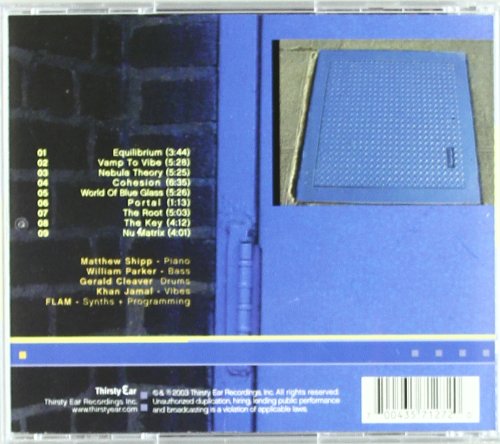 01 Equilibrium (3:44)
02 Vamp To Vibe (5:28)
03 Nebula Theory (5:25)
04 Cohesion (6:35)
05 World Of Blue Glass (5:26)
06 Portal (1:13)
07 The Root (5:03)
08 The Key (4:12)
09 Nu Matrix (4:01)
Matthew Shipp - Piano
William Parker - Bass
Gerald Cleaver Drums
Khan Jamal - Vibes
FLAM - Synths + Programming
Thirsty Ear
Thirsty Ear Recordings, Inc.
www.thirstyear.com
© & ℗ 2003 Thirsty Ear Recordings, Inc. All rights reserved.
Unauthorized duplication, hiring, lending public performance
and broadcasting is a violation of applicable laws.